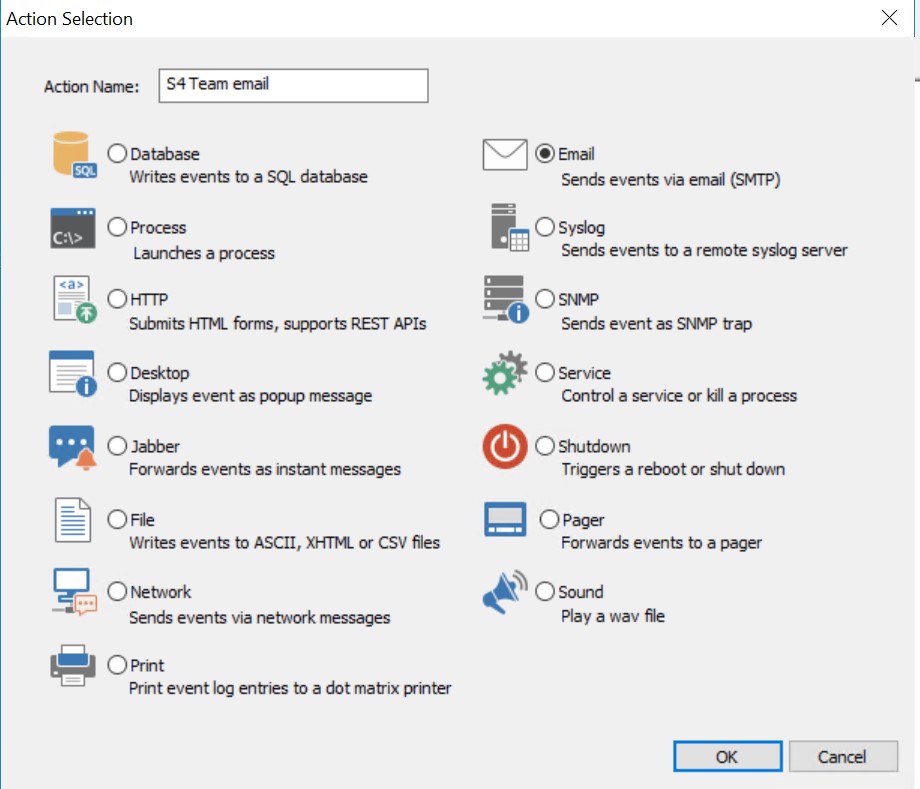 Action Selection
Action Name:
S4 Team email
SQL
Database
Writes events to a SQL database
Email
Sends events via email (SMTP)
C:\>
Process
Launches a process
Syslog
Sends events to a remote syslog server
<a>
HTTP
Submits HTML forms, supports REST APIs
i
SNMP
Sends event as SNMP trap
i
Desktop
Displays event as popup message
Service
Control a service or kill a process
Jabber
Forwards events as instant messages
Shutdown
Triggers a reboot or shut down
File
Writes events to ASCII, XHTML or CSV files
Pager
Forwards events to a pager
Network
Sends events via network messages
Sound
Play a wav file
Print
Print event log entries to a dot matrix printer
OK
Cancel